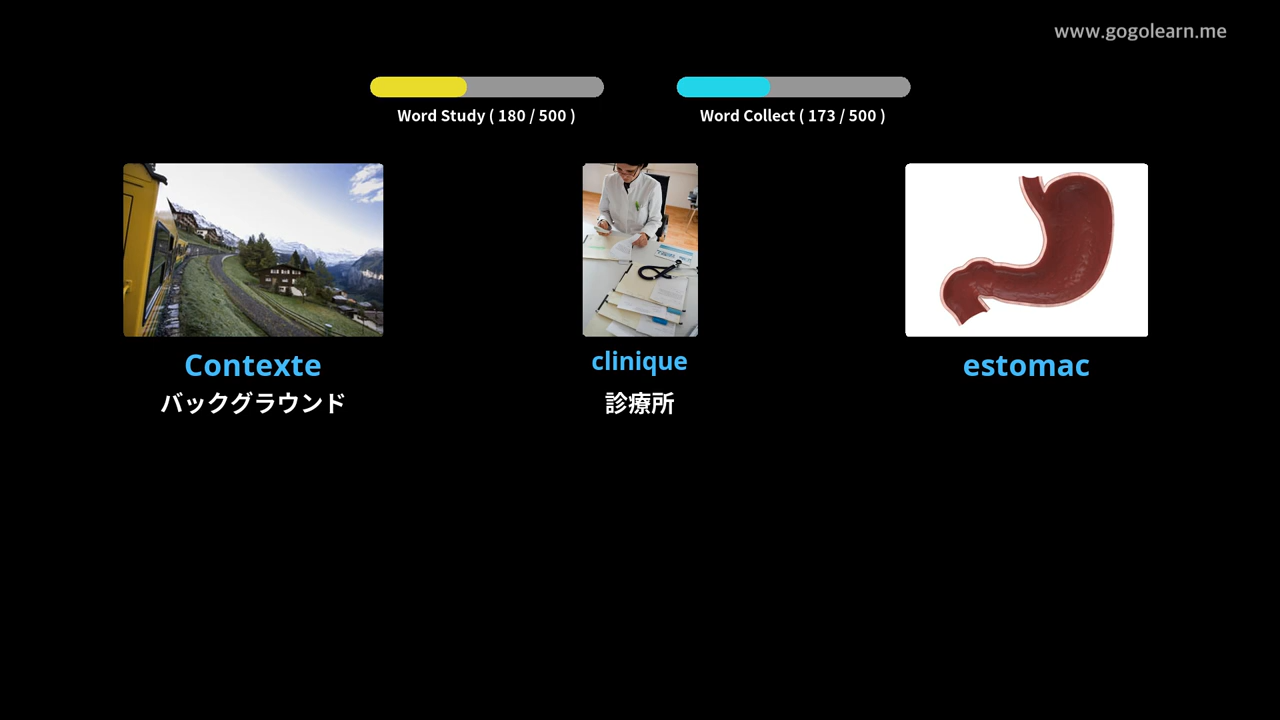 www.gogolearn.me
Word Study ( 180 / 500 )
Word Collect ( 173 / 500 )
Contexte
バックグラウンド
clinique
診療所
estomac